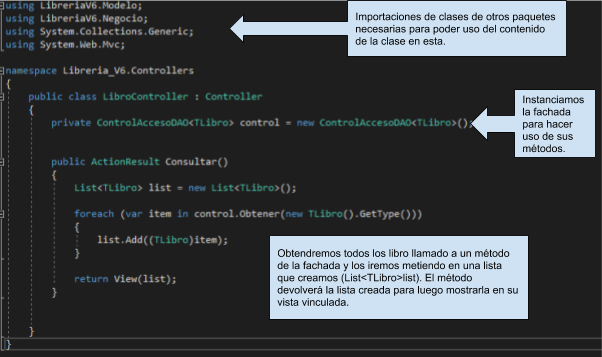 using LibreriaV6.Modelo;
using LibreriaV6.Negocio;
using System.Collections.Generic;
using System.Web.Mvc;
Importaciones de clases de otros paquetes
necesarias para poder uso del contenido
de la clase en esta.
namespace Libreria_V6.Controllers
{
public class LibroController : Controller
{
private ControlAccesoDAO<TLibro> control = new ControlAccesoDAO<TLibro>();
Instanciamos
la fachada
para hacer
uso de sus
métodos.
public ActionResult Consultar()
{
List<TLibro> list = new List<TLibro>();
foreach (var item in control.Obtener(new TLibro().GetType()))
{
list.Add((TLibro)item);
}
return View(list);
}
Obtendremos todos los libro llamado a un método
de la fachada y los iremos metiendo en una lista
que creamos (List<TLibro>list). El método
devolverá la lista creada para luego mostrarla en su
vista vinculada.
}
}